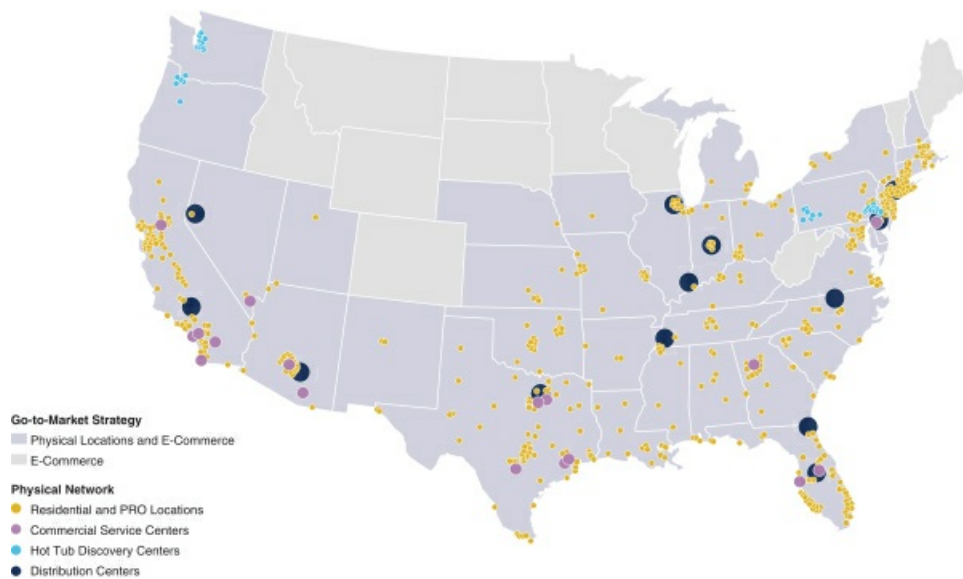 Go-to-Market Strategy
Physical Locations and E-Commerce
E-Commerce
Physical Network
Residential and PRO Locations
Commercial Service Centers
Hot Tub Discovery Centers
Distribution Centers